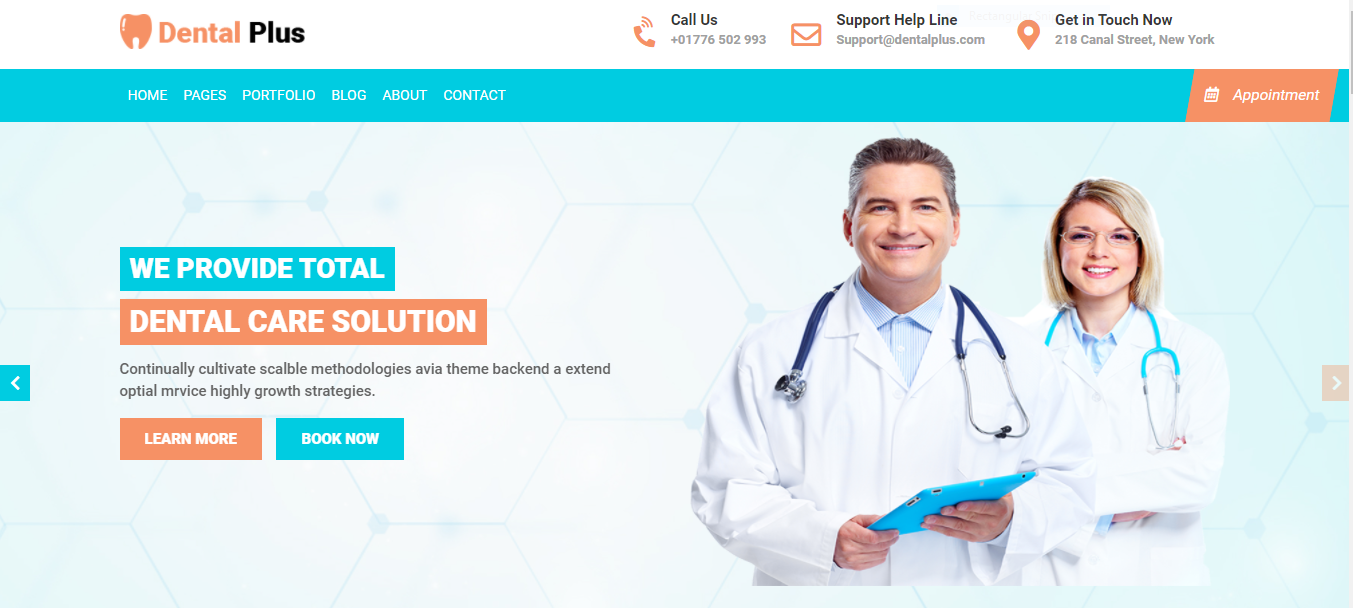 Dental Plus
Call Us
+01776 502 993
Support Help Line
Support@dentalplus.com
Get in Touch Now
218 Canal Street, New York
HOME PAGES PORTFOLIO BLOG ABOUT CONTACT
Appointment
WE PROVIDE TOTAL
DENTAL CARE SOLUTION
Continually cultivate scalble methodologies avia theme backend a extend
optial mrvice highly growth strategies.
LEARN MORE
BOOK NOW